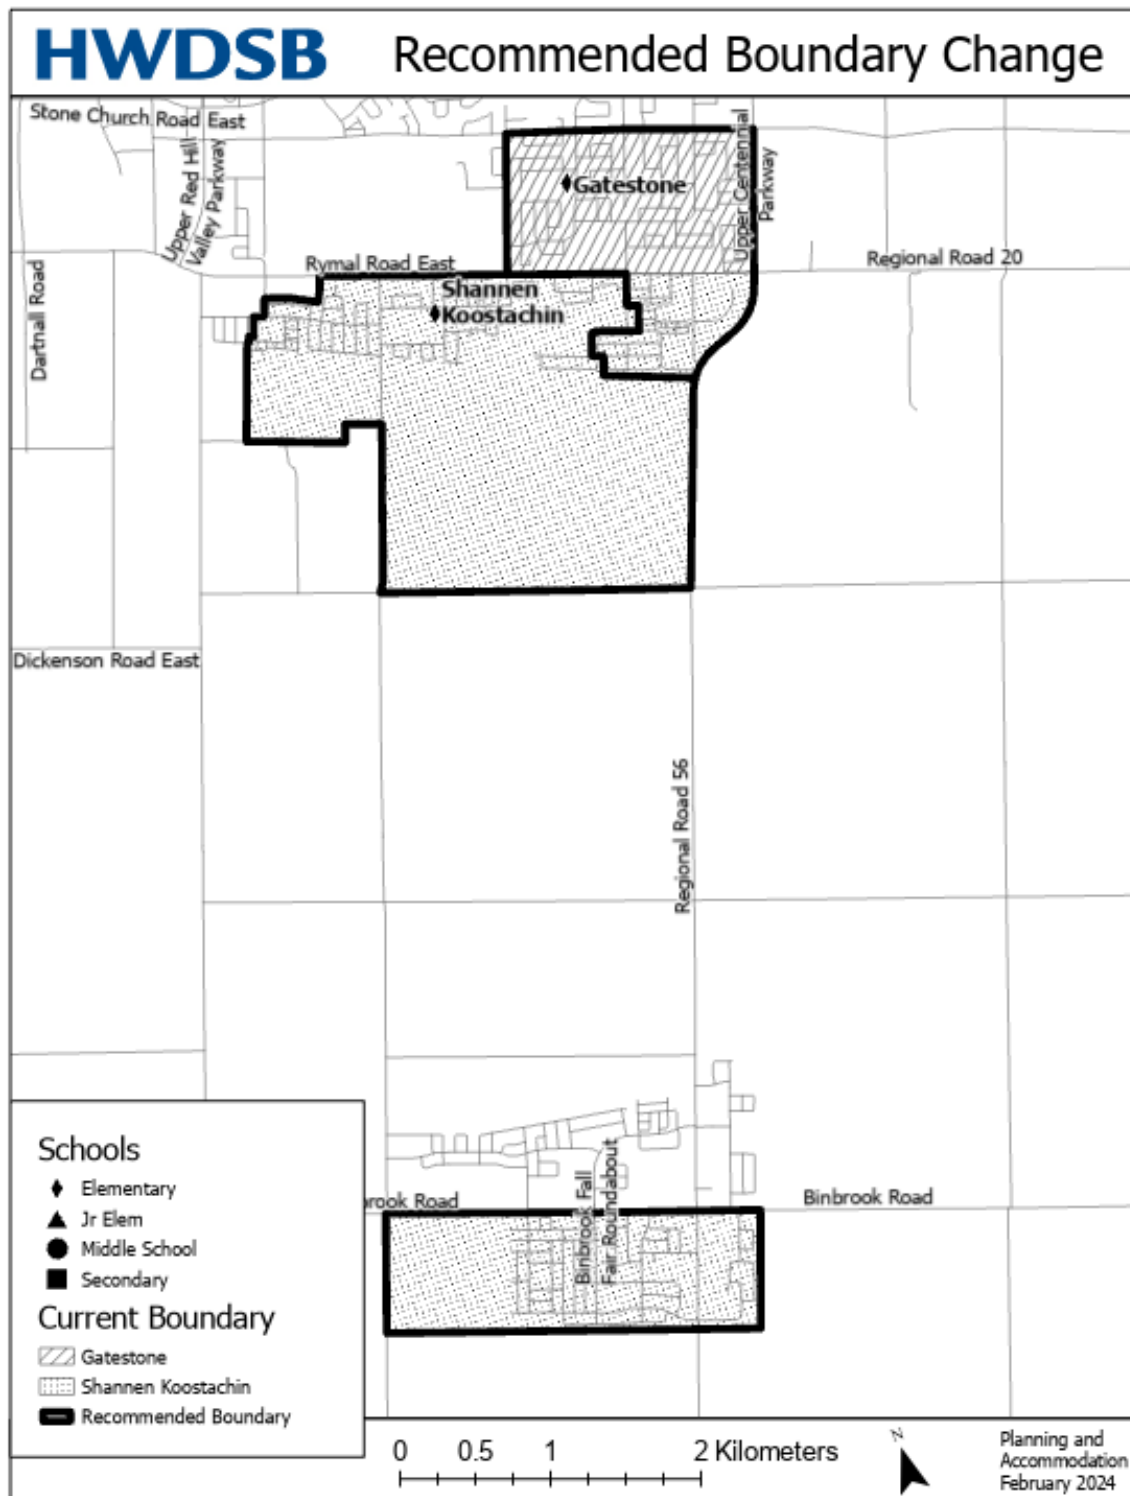 HWDSB Recommended Boundary Change
Stone Church Road East
Upper Red Hill
Valley Parkway
Upper Centennial
Parkway
Gatestone
Rymal Road East
Regional Road 20
Shannen
Koostachin
Dartnall Road
Dickenson Road East
Regional Road 56
Binbrook Fall
Fair Roundabout
brook Road
Binbrook Road
Schools
Elementary
Jr Elem
Middle School
Secondary
Current Boundary
Gatestone
Shannen Koostachin
Recommended Boundary
0 0.5 1 2 Kilometers
N
Planning and
Accommodation
February 2024